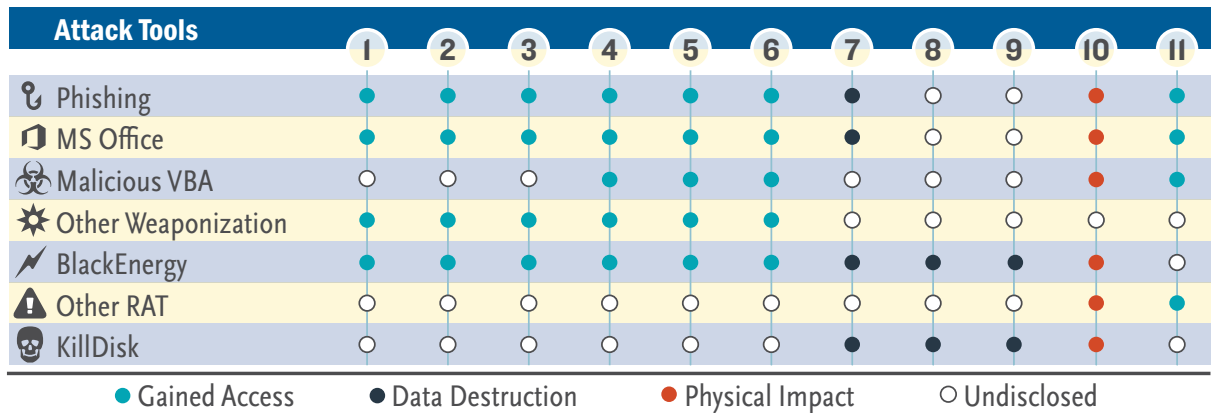 Attack Tools 1 2 3 4 5 6 7 8 9 10 11
Phishing
MS Office
Malicious VBA
Other Weaponization
BlackEnergy
Other RAT
KillDisk
Gained Access Data Destruction Physical Impact Undisclosed